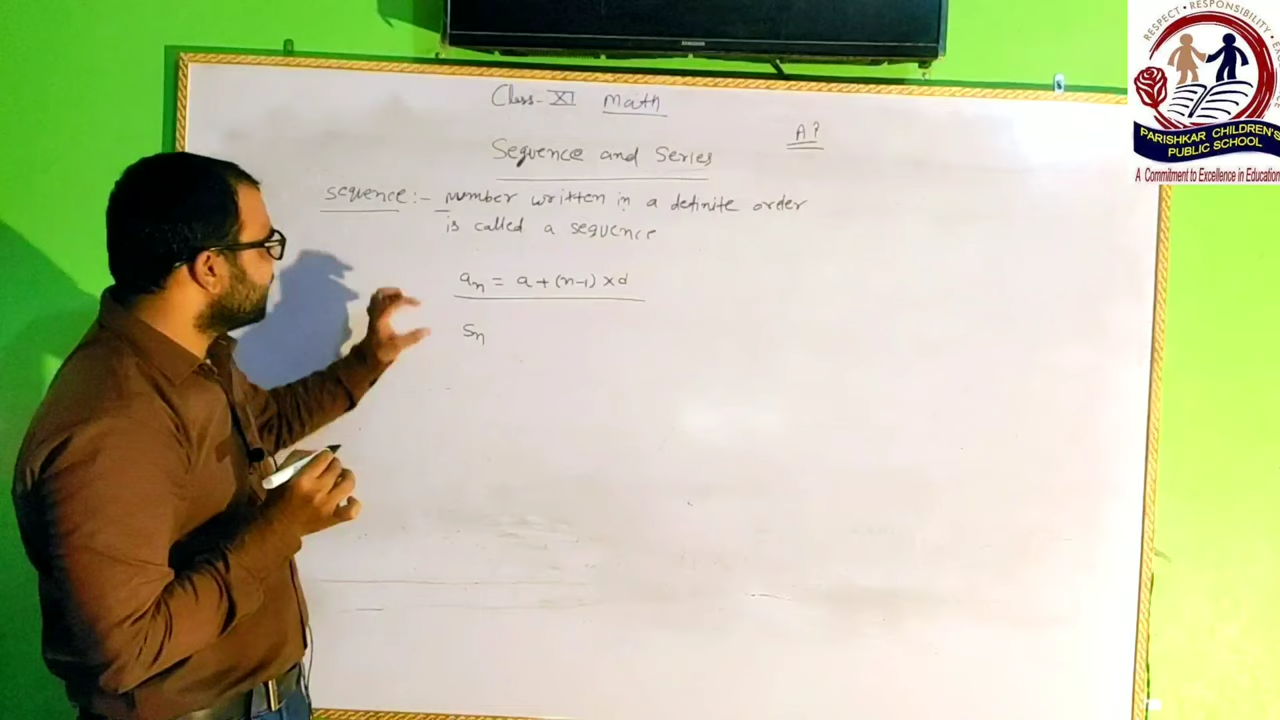 Class - XI Math
A?
Sequence and Series
sequence :- number written in a definite order
is called a sequence
aₙ = a + (n-1) × d
Sₙ
SAMSUNG
RESPECT • RESPONSIBILITY •
PARISHKAR CHILDREN'S
PUBLIC SCHOOL
A Commitment to Excellence in Education